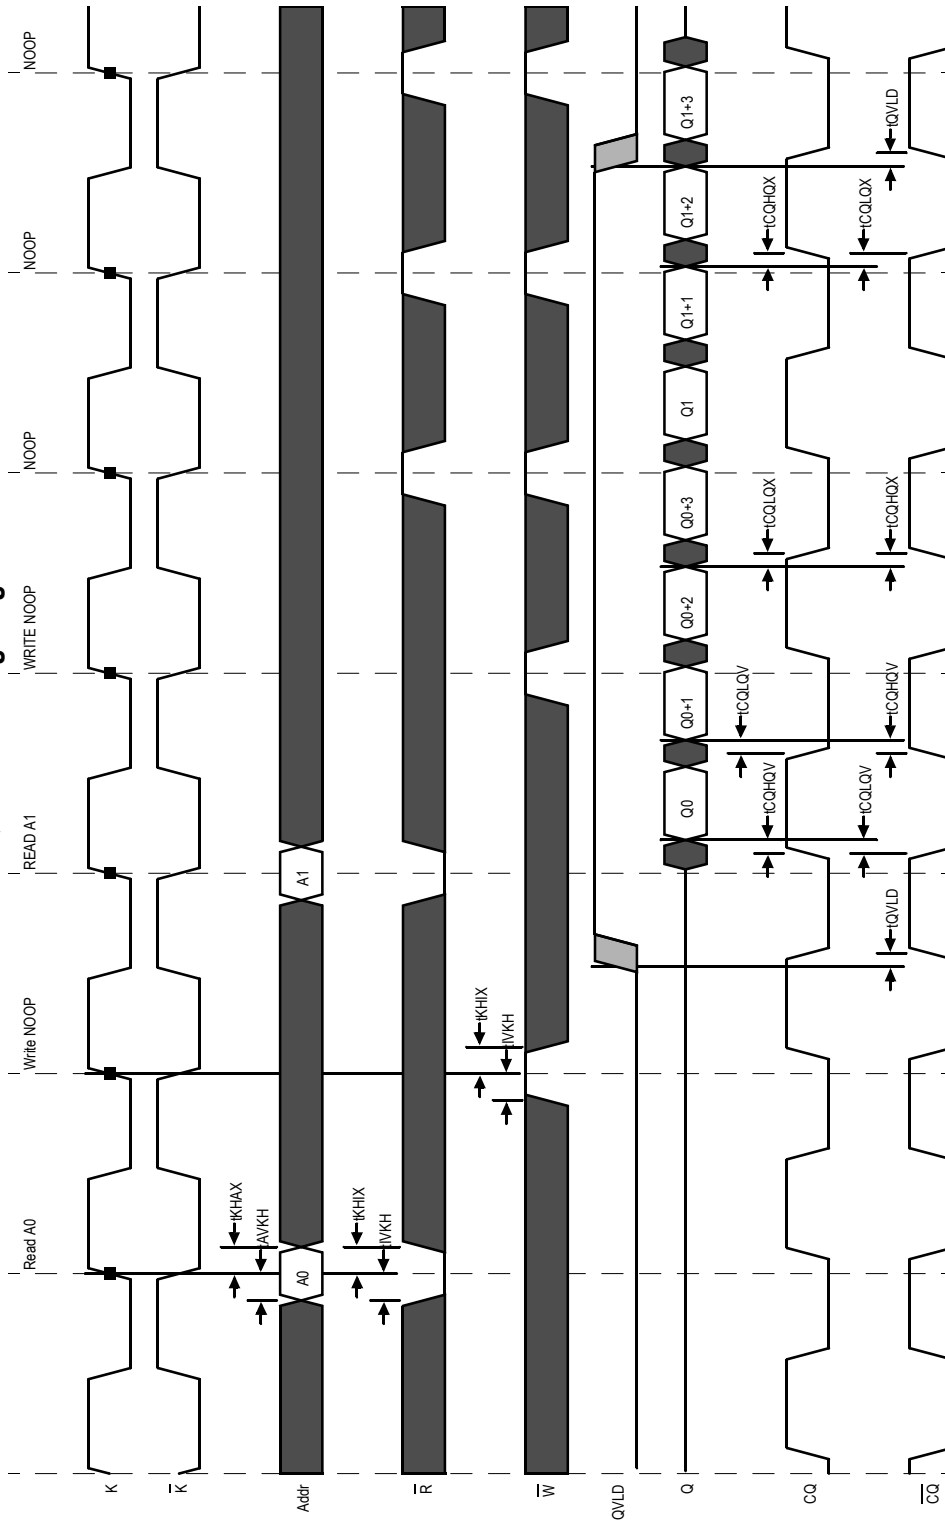 Read A0
Write NOOP
READ A1
WRITE NOOP
NOOP
NOOP
NOOP
K
K
tKHAX
tAVKH
Addr
A0
A1
tKHIX
tIVKH
R
tKHIX
tIVKH
W
QVLD
Q
Q0
Q0+1
Q0+2
Q0+3
Q1
Q1+1
Q1+2
Q1+3
tCQLQV
tCQHQV
tCQLQX
tCQHQX
CQ
tCQLQV
tCQLQX
tQVLD
tCQHQV
tCQHQX
tQVLD
CQ